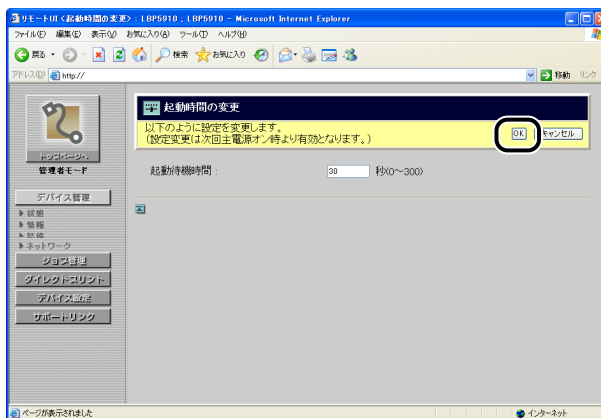 リモートUI <起動時間の変更> : LBP5910 ; LBP5910 - Microsoft Internet Explorer
ファイル(F) 編集(E) 表示(V) お気に入り(A) ツール(T) ヘルプ(H)
戻る 検索 お気に入り
アドレス(D) http:// 移動 リンク
起動時間の変更
以下のように設定を変更します。
(設定変更は次回主電源オン時より有効となります。)
OK キャンセル
トップページへ
管理者モード
起動待機時間 : 30 秒(0～300)
デバイス管理
状態
情報
ネットワーク
ジョブ管理
ダイレクトプリント
デバイス設定
サポートリンク
ページが表示されました インターネット